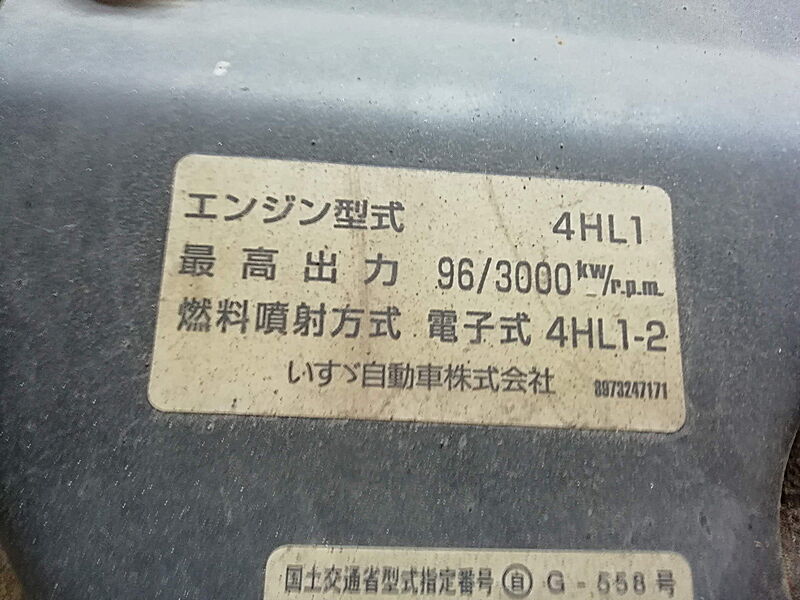 エンジン型式 4HL1
最高出力 96/3000kw/r.p.m.
燃料噴射方式 電子式 4HL1-2
いすゞ自動車株式会社 8973247171
国土交通省型式指定番号 自 G-558号